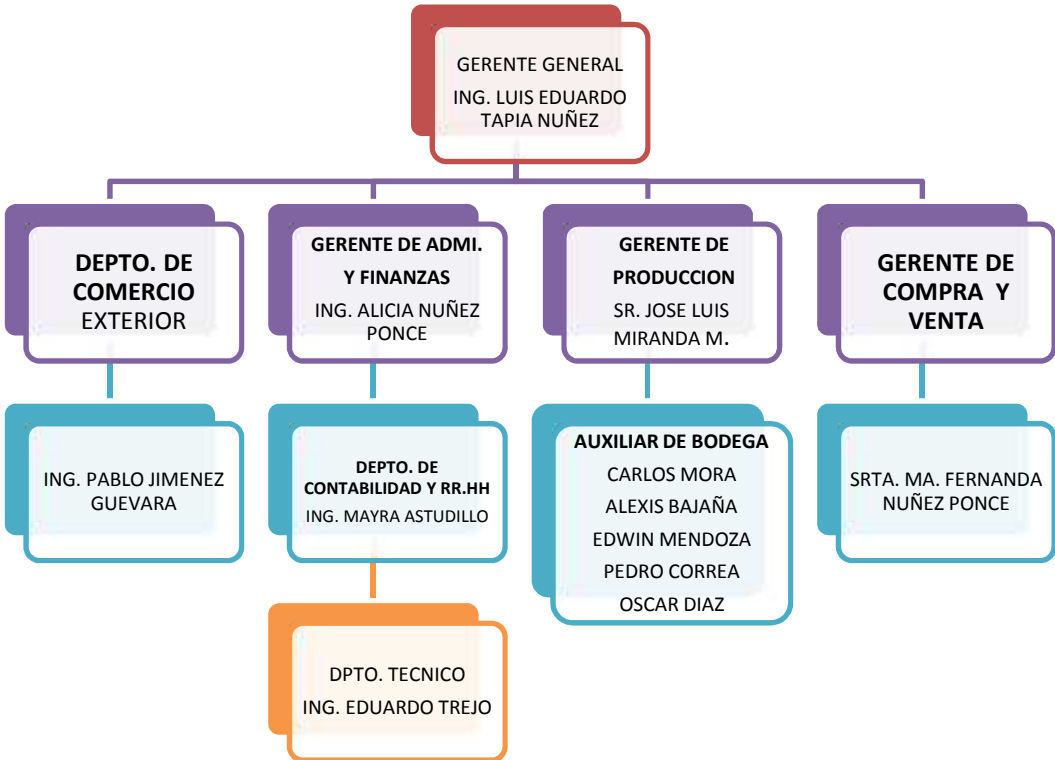 GERENTE GENERAL
ING. LUIS EDUARDO
TAPIA NUÑEZ
DEPTO. DE
COMERCIO
EXTERIOR
GERENTE DE ADMI.
Y FINANZAS
ING. ALICIA NUÑEZ
PONCE
GERENTE DE
PRODUCCION
SR. JOSE LUIS
MIRANDA M.
GERENTE DE
COMPRA Y
VENTA
ING. PABLO JIMENEZ
GUEVARA
DEPTO. DE
CONTABILIDAD Y RR.HH
ING. MAYRA ASTUDILLO
AUXILIAR DE BODEGA
CARLOS MORA
ALEXIS BAJAÑA
EDWIN MENDOZA
PEDRO CORREA
OSCAR DIAZ
SRTA. MA. FERNANDA
NUÑEZ PONCE
DPTO. TECNICO
ING. EDUARDO TREJO